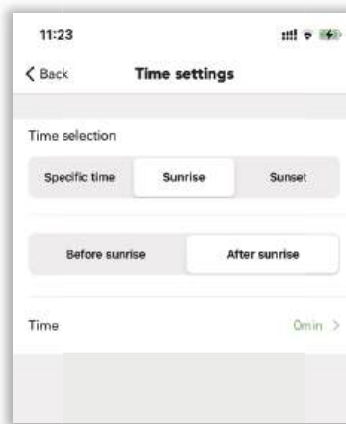 11:23
Back Time settings
Time selection
Specific time Sunrise Sunset
Before sunrise After sunrise
Time 0min